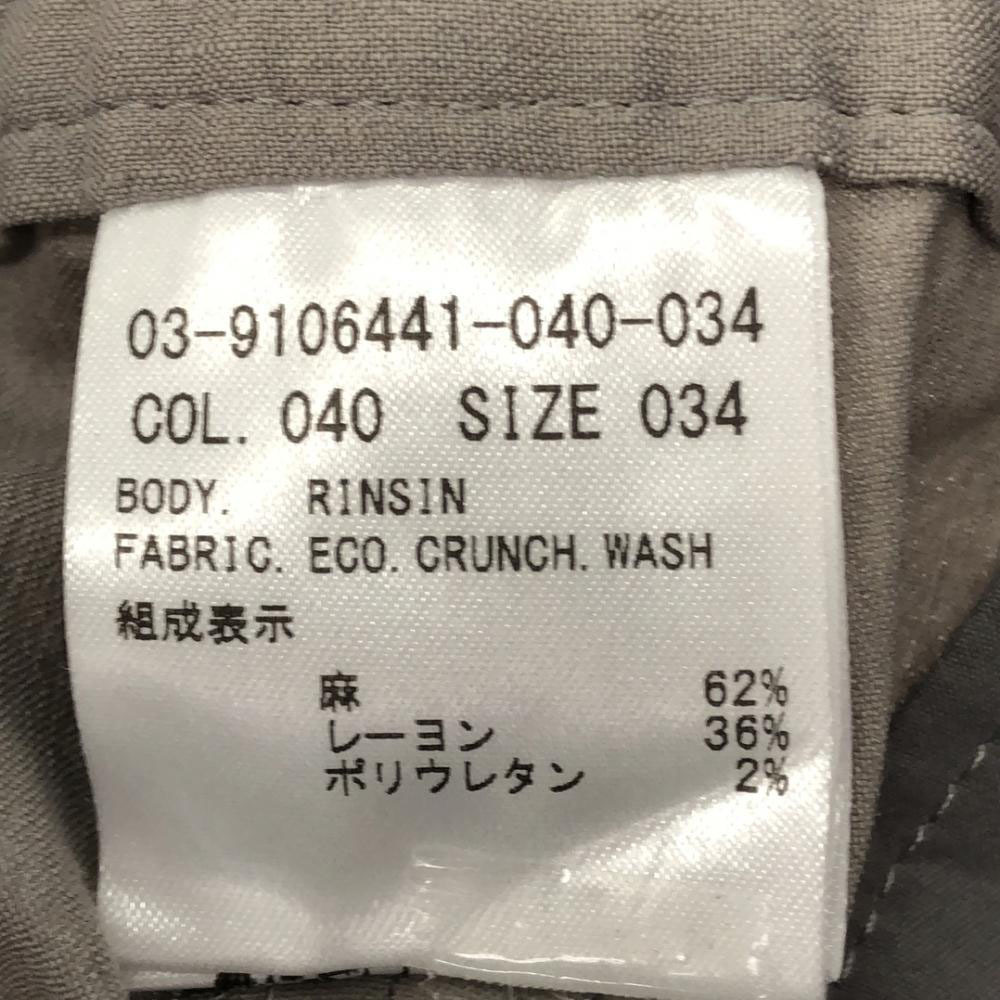 03-9106441-040-034
COL. 040 SIZE 034
BODY. RINSIN
FABRIC. ECO. CRUNCH. WASH
組成表示
麻 62%
レーヨン 36%
ポリウレタン 2%